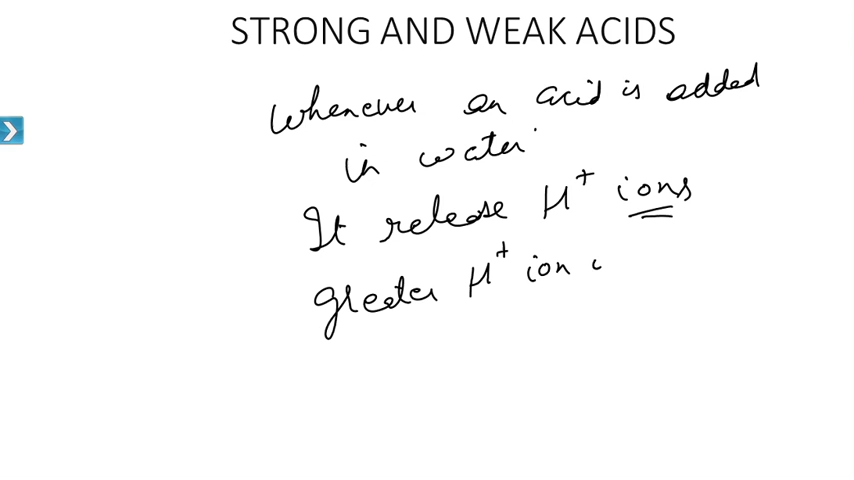 STRONG AND WEAK ACIDS
Whenever an acid is added
in water
It release H+ ions
greater H+ ion